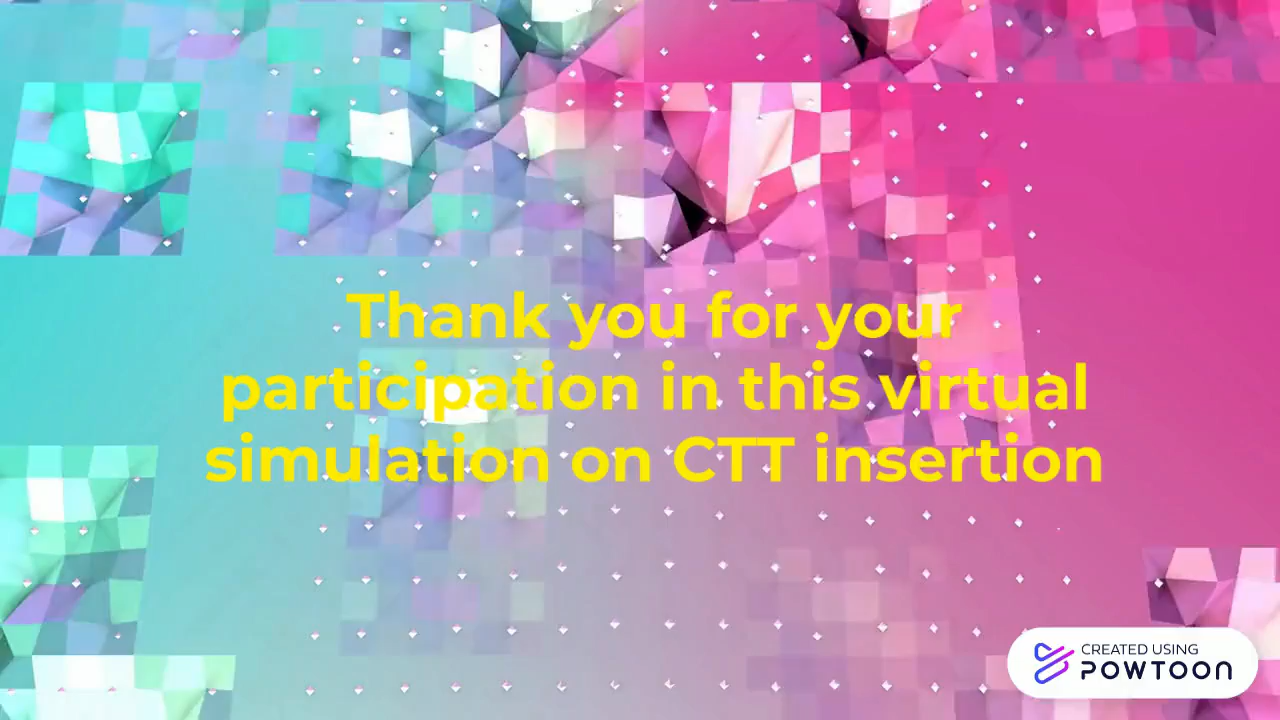 Thank you for your
participation in this virtual
simulation on CTT insertion
CREATED USING
POWTOON